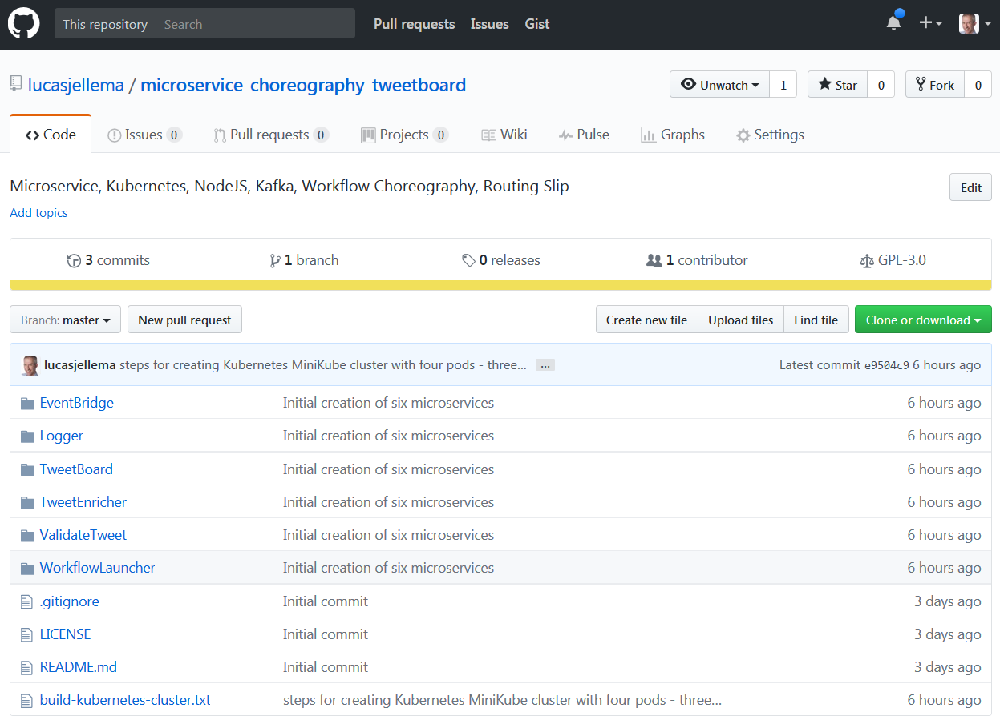 This repository Search Pull requests Issues Gist
lucasjellema / microservice-choreography-tweetboard Unwatch 1 Star 0 Fork 0
Code Issues 0 Pull requests 0 Projects 0 Wiki Pulse Graphs Settings
Microservice, Kubernetes, NodeJS, Kafka, Workflow Choreography, Routing Slip Edit
Add topics
3 commits 1 branch 0 releases 1 contributor GPL-3.0
Branch: master New pull request Create new file Upload files Find file Clone or download
lucasjellema steps for creating Kubernetes MiniKube cluster with four pods - three... ... Latest commit e9504c9 6 hours ago
EventBridge Initial creation of six microservices 6 hours ago
Logger Initial creation of six microservices 6 hours ago
TweetBoard Initial creation of six microservices 6 hours ago
TweetEnricher Initial creation of six microservices 6 hours ago
ValidateTweet Initial creation of six microservices 6 hours ago
WorkflowLauncher Initial creation of six microservices 6 hours ago
.gitignore Initial commit 3 days ago
LICENSE Initial commit 3 days ago
README.md Initial commit 3 days ago
build-kubernetes-cluster.txt steps for creating Kubernetes MiniKube cluster with four pods - three... 6 hours ago